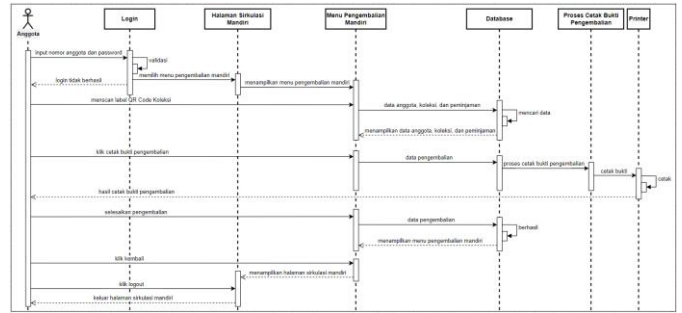 Anggota
Login
Halaman Sirkulasi
Mandiri
Menu Pengembalian
Mandiri
Database
Proses Cetak Bukti
Pengembalian
Printer
input nomor anggota dan password
validasi
memilih menu pengembalian mandiri
login tidak berhasil
menampilkan menu pengembalian mandiri
menscan label QR Code Koleksi
data anggota, koleksi, dan peminjaman
mencari data
menampilkan data anggota, koleksi, dan peminjaman
klik cetak bukti pengembalian
data pengembalian
proses cetak bukti pengembalian
cetak bukti
cetak
hasil cetak bukti pengembalian
selesaikan pengembalian
data pengembalian
berhasil
menampilkan menu pengembalian mandiri
klik kembali
menampilkan halaman sirkulasi mandiri
klik logout
keluar halaman sirkulasi mandiri